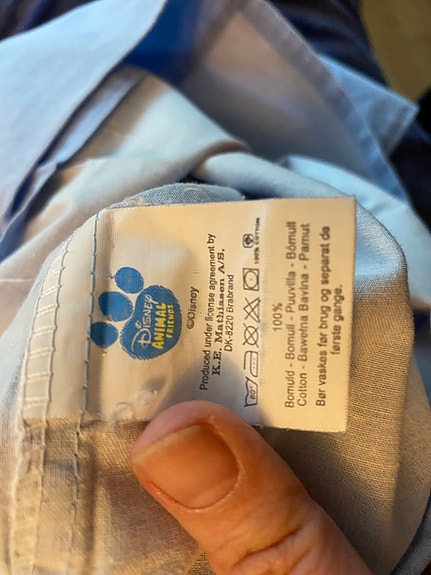 Disney
ANIMAL
FRIENDS
©Disney
Produced under license agreement by
K.E. Mathiasen A/S.
DK-8220 Brabrand
60
100% COTTON
100%
Bomuld - Bomull - Puuvilla - Bómull
Cotton - Bawełna Bavlna - Pamut
Bør vaskes før brug og separat de
første gange.